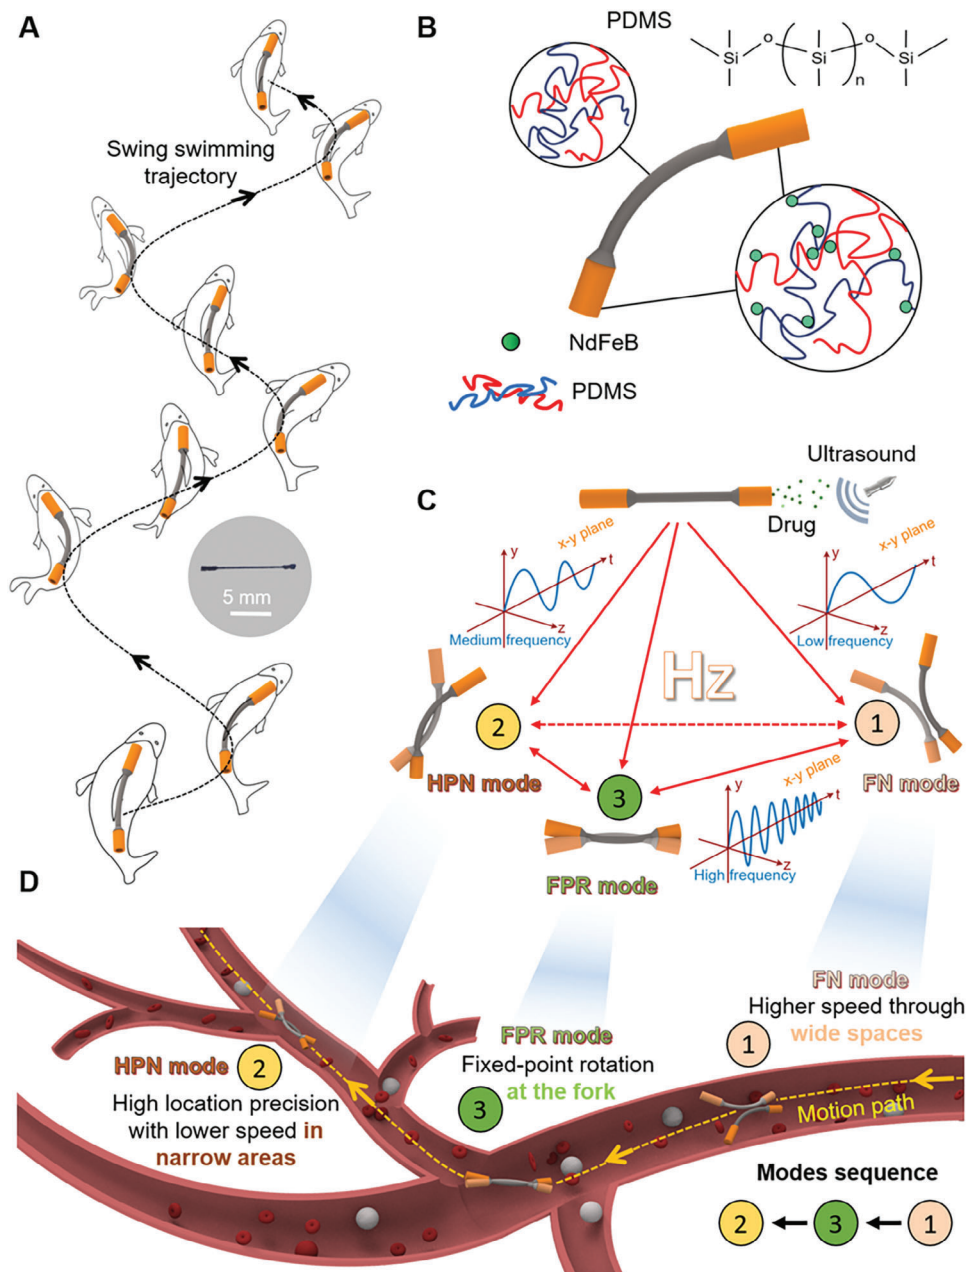 A
Swing swimming
trajectory
5 mm
B
PDMS
Si
o
Si
n
o
Si
NdFeB
PDMS
C
Ultrasound
Drug
x-y plane
y
t
z
Medium frequency
x-y plane
y
t
z
Low frequency
Hz
2
HPN mode
1
FN mode
3
FPR mode
x-y plane
y
t
z
High frequency
D
FN mode
1
Higher speed through
wide spaces
FPR mode
Fixed-point rotation
3
at the fork
HPN mode
2
High location precision
with lower speed in
narrow areas
Motion path
Modes sequence
2
3
1